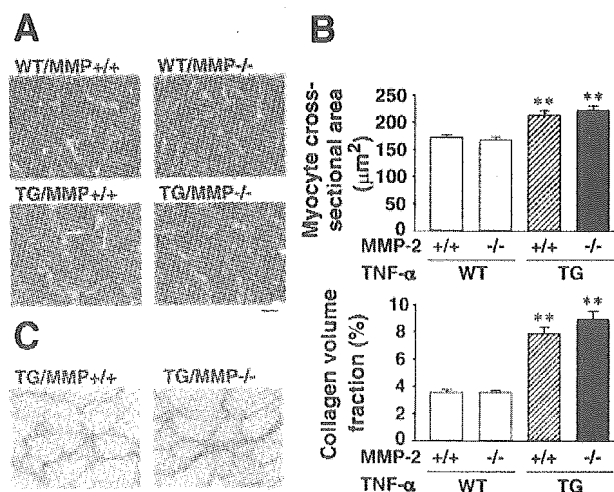 A
WT/MMP+/+ WT/MMP-/-
TG/MMP+/+ TG/MMP-/-
C
TG/MMP+/+ TG/MMP-/-
B
Myocyte cross-
sectional area
(μm²)
250
200
150
100
50
0
** **
MMP-2 +/+ -/- +/+ -/-
TNF-α WT TG
Collagen volume
fraction (%)
10
8
6
4
2
0
** **
MMP-2 +/+ -/- +/+ -/-
TNF-α WT TG